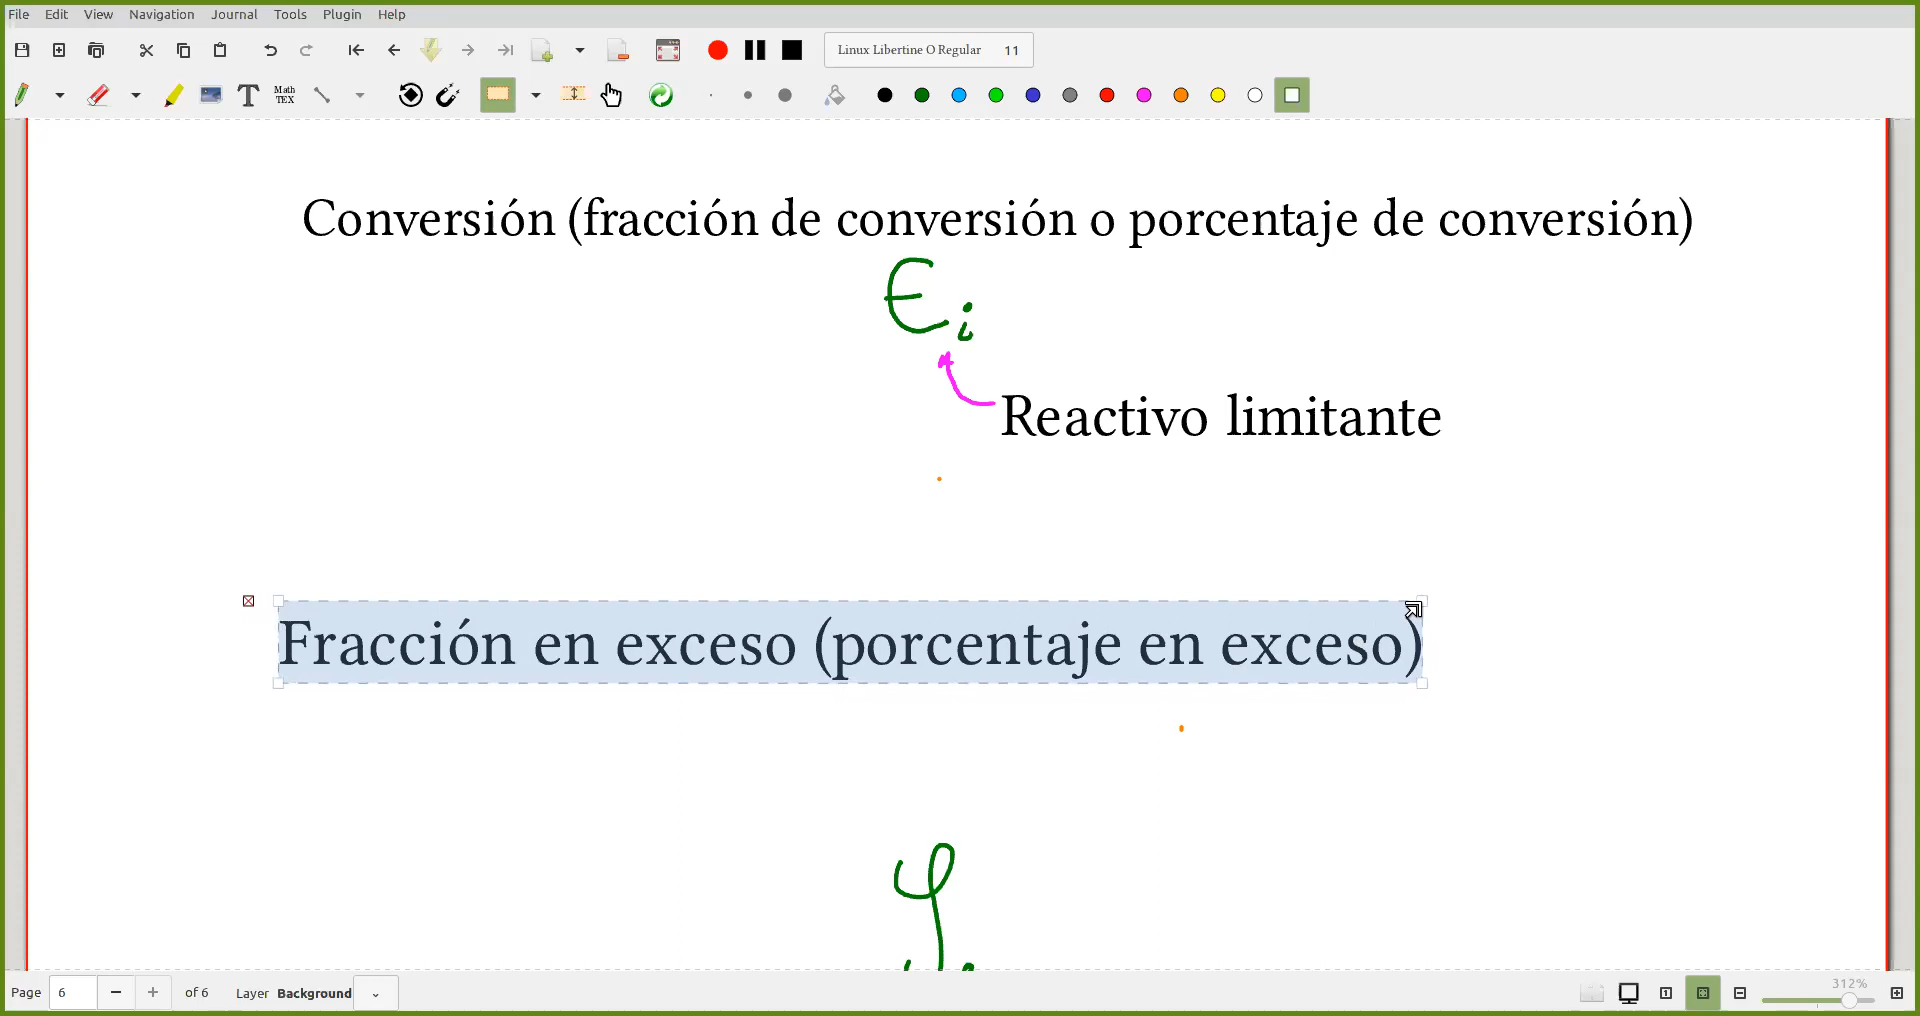 File Edit View Navigation Journal Tools Plugin Help
Linux Libertine O Regular 11
Math
TEX
Conversión (fracción de conversión o porcentaje de conversión)
Єi
Reactivo limitante
Fracción en exceso (porcentaje en exceso)
φ
Page 6 of 6 Layer Background 312%